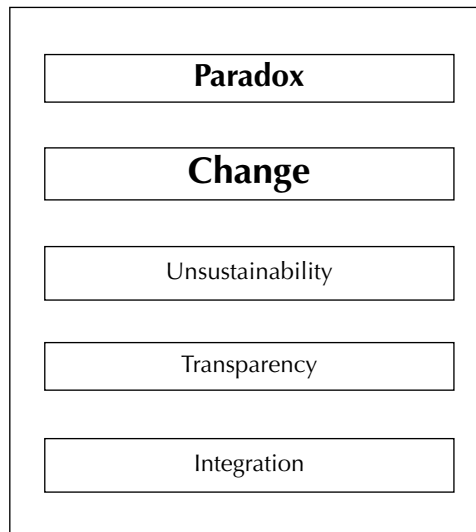 Paradox
Change
Unsustainability
Transparency
Integration